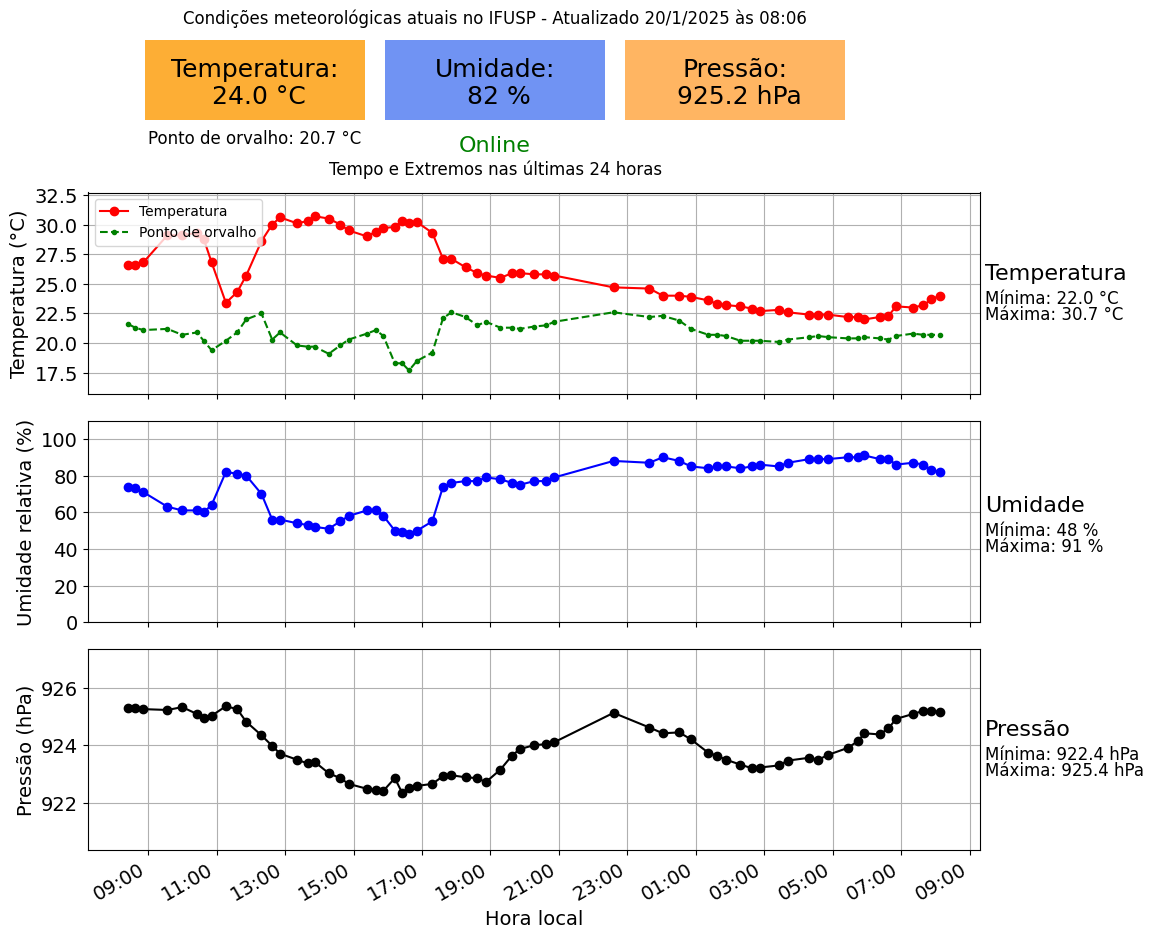 Condições meteorológicas atuais no IFUSP - Atualizado 20/1/2025 às 08:06
Temperatura:
24.0 °C
Umidade:
82 %
Pressão:
925.2 hPa
Ponto de orvalho: 20.7 °C
Online
Tempo e Extremos nas últimas 24 horas
Temperatura (°C)
32.5
30.0
27.5
25.0
22.5
20.0
17.5
Temperatura
Ponto de orvalho
Temperatura
Mínima: 22.0 °C
Máxima: 30.7 °C
Umidade relativa (%)
100
80
60
40
20
0
Umidade
Mínima: 48 %
Máxima: 91 %
Pressão (hPa)
926
924
922
Pressão
Mínima: 922.4 hPa
Máxima: 925.4 hPa
09:00 11:00 13:00 15:00 17:00 19:00 21:00 23:00 01:00 03:00 05:00 07:00 09:00
Hora local